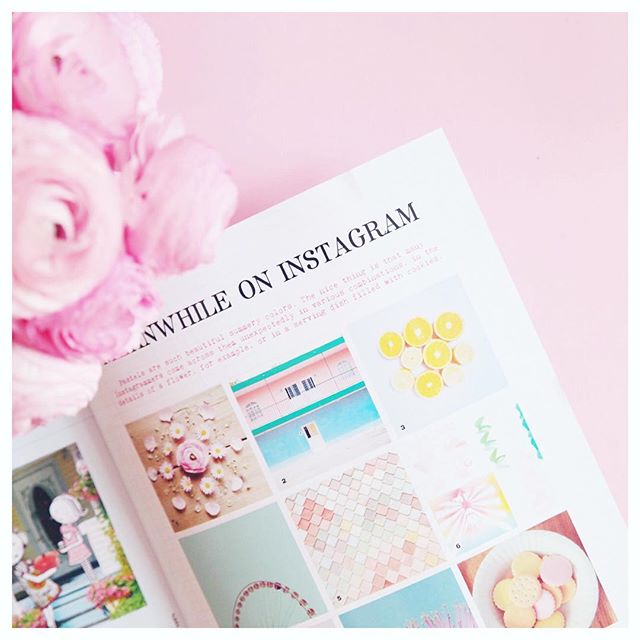 MEANWHILE ON INSTAGRAM
Pastels are such beautiful summery colors. The nice thing is that many
Instagrammers come across them unexpectedly in various combinations, in the
details of a flower, for example, or in a serving dish filled with cookies.
2
3
5
6